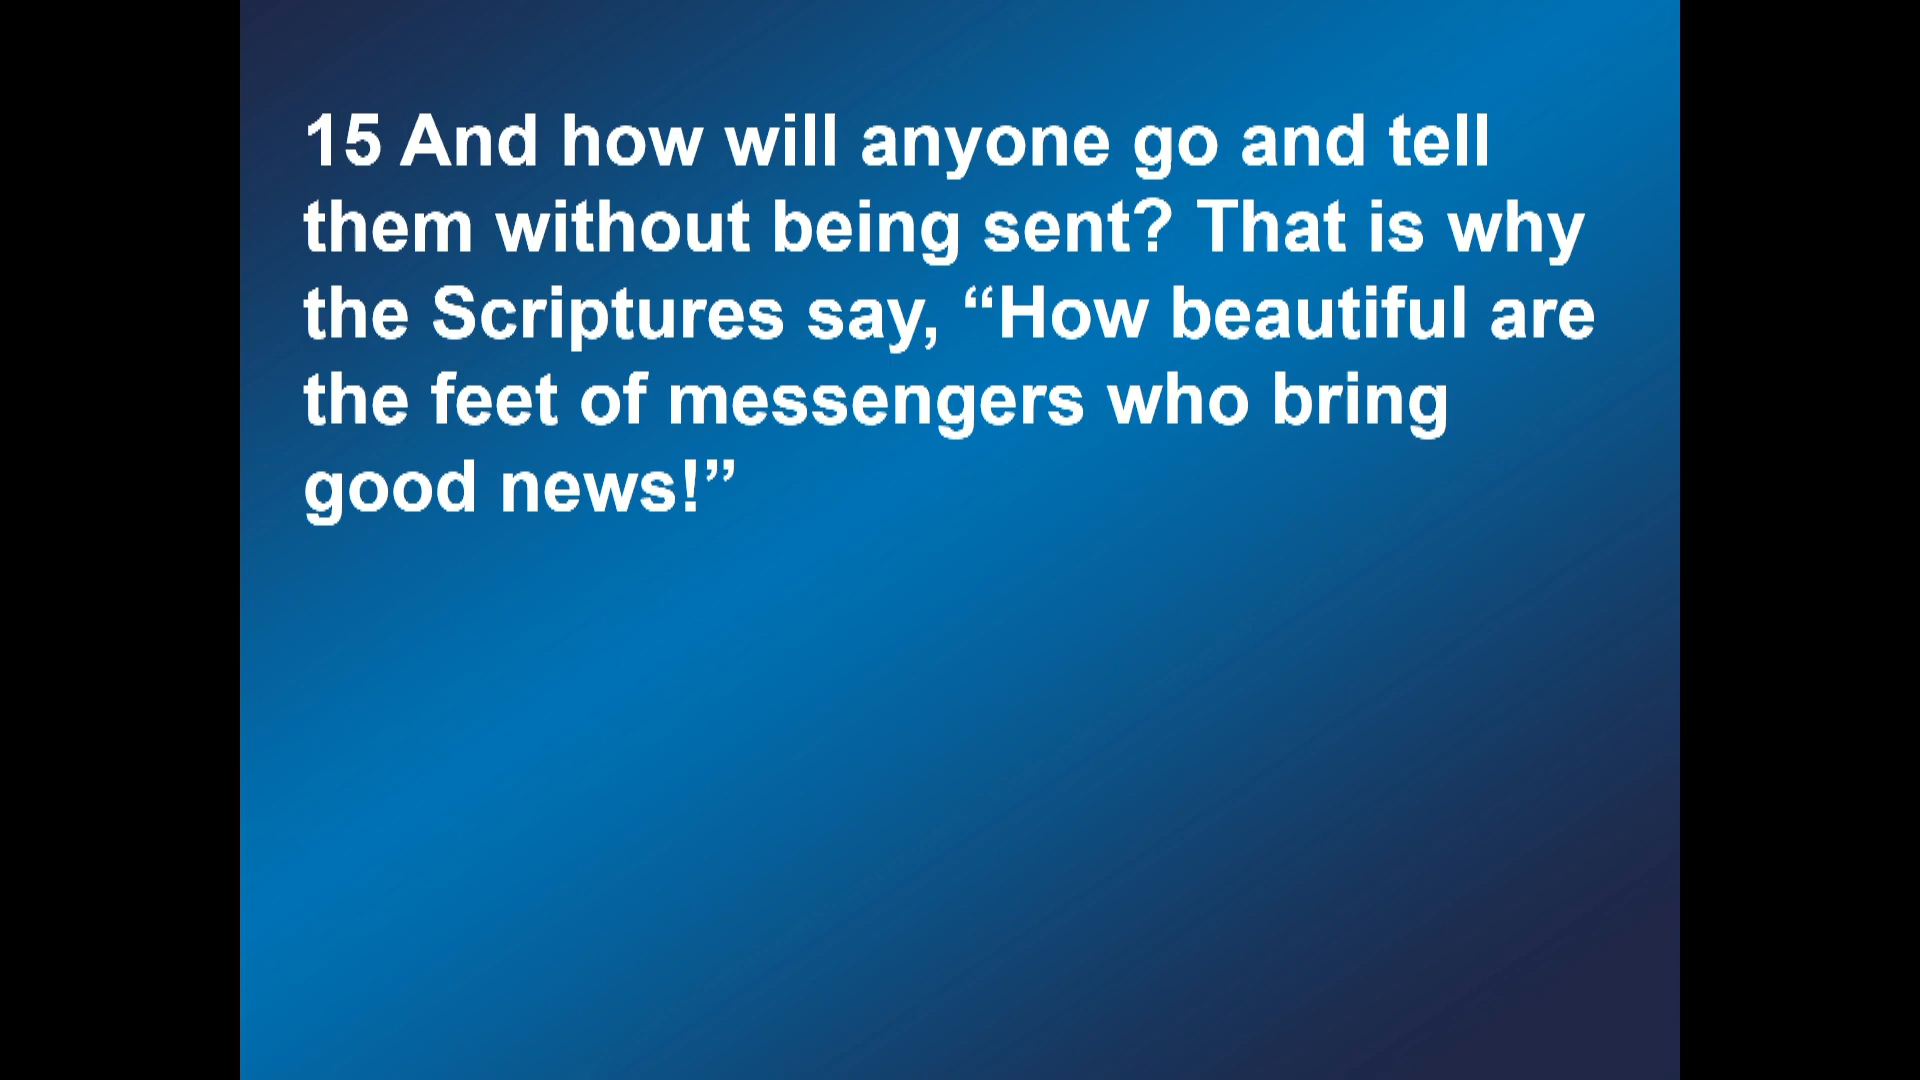 15 And how will anyone go and tell
them without being sent? That is why
the Scriptures say, “How beautiful are
the feet of messengers who bring
good news!”